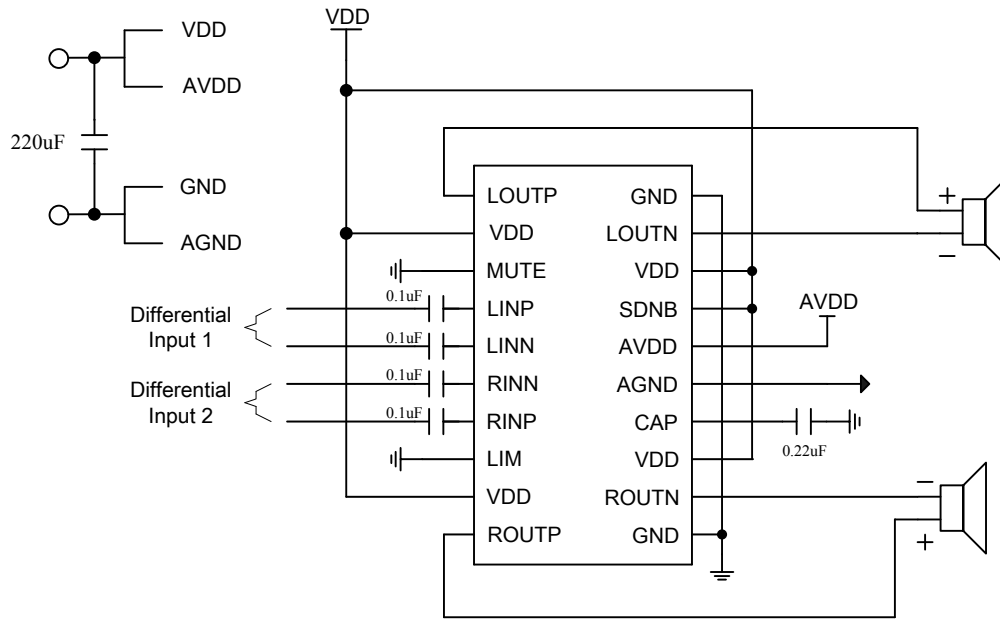 VDD
AVDD
220uF
GND
AGND
VDD
LOUTP
VDD
MUTE
LINP
LINN
RINN
RINP
LIM
VDD
ROUTP
GND
LOUTN
VDD
SDNB
AVDD
AGND
CAP
VDD
ROUTN
GND
0.1uF
0.1uF
0.1uF
0.1uF
Differential
Input 1
Differential
Input 2
AVDD
0.22uF
+
−
−
+